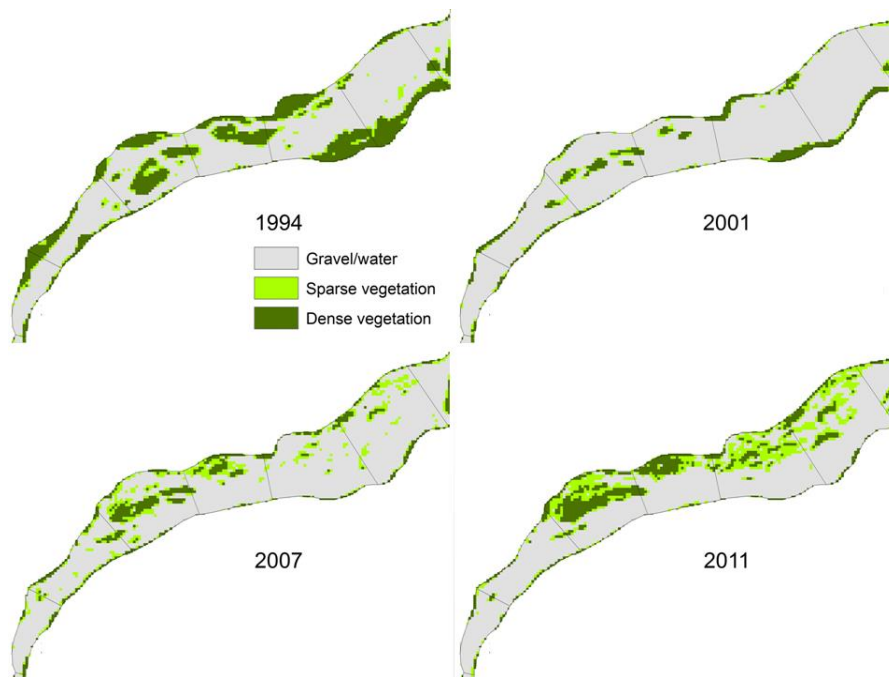 1994
Gravel/water
Sparse vegetation
Dense vegetation
2001
2007
2011